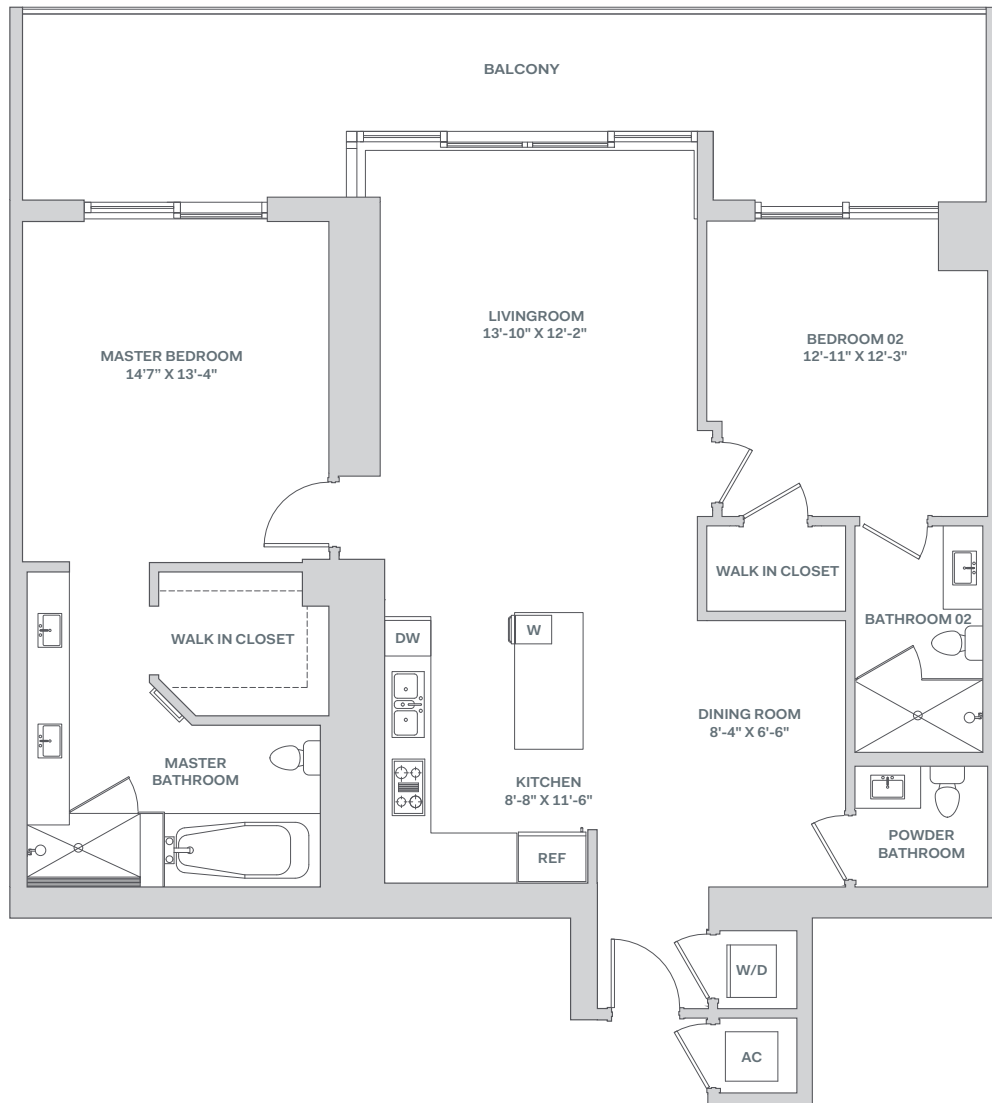 BALCONY
LIVINGROOM
13'-10" X 12'-2"
BEDROOM 02
12'-11" X 12'-3"
MASTER BEDROOM
14’7” X 13'-4"
WALK IN CLOSET
BATHROOM 02
DW
W
WALK IN CLOSET
DINING ROOM
8'-4" X 6'-6"
MASTER
BATHROOM
KITCHEN
8'-8" X 11'-6"
POWDER
BATHROOM
REF
W/D
AC